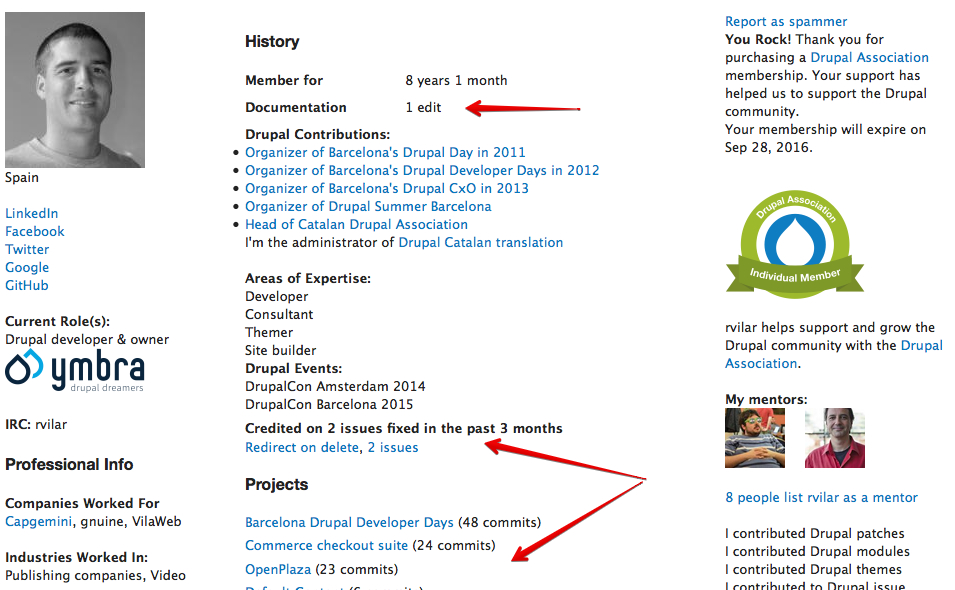 Spain
LinkedIn
Facebook
Twitter
Google
GitHub
Current Role(s):
Drupal developer & owner
ymbra
drupal dreamers
IRC: rvilar
Professional Info
Companies Worked For
Capgemini, gnuine, VilaWeb
Industries Worked In:
Publishing companies, Video
History
Member for 8 years 1 month
Documentation 1 edit
Drupal Contributions:
Organizer of Barcelona's Drupal Day in 2011
Organizer of Barcelona's Drupal Developer Days in 2012
Organizer of Barcelona's Drupal CxO in 2013
Organizer of Drupal Summer Barcelona
Head of Catalan Drupal Association
I'm the administrator of Drupal Catalan translation
Areas of Expertise:
Developer
Consultant
Themer
Site builder
Drupal Events:
DrupalCon Amsterdam 2014
DrupalCon Barcelona 2015
Credited on 2 issues fixed in the past 3 months
Redirect on delete, 2 issues
Projects
Barcelona Drupal Developer Days (48 commits)
Commerce checkout suite (24 commits)
OpenPlaza (23 commits)
Report as spammer
You Rock! Thank you for
purchasing a Drupal Association
membership. Your support has
helped us to support the Drupal
community.
Your membership will expire on
Sep 28, 2016.
Drupal Association
Individual Member
rvilar helps support and grow the
Drupal community with the Drupal
Association.
My mentors:
8 people list rvilar as a mentor
I contributed Drupal patches
I contributed Drupal modules
I contributed Drupal themes
I contributed to Drupal issue